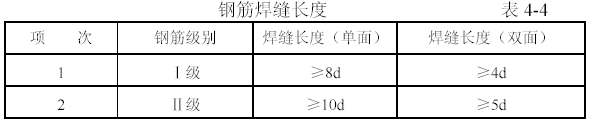 钢筋焊缝长度 表 4-4
项 次 钢筋级别 焊缝长度（单面） 焊缝长度（双面）
1 Ⅰ级 ≥8d ≥4d
2 Ⅱ级 ≥10d ≥5d